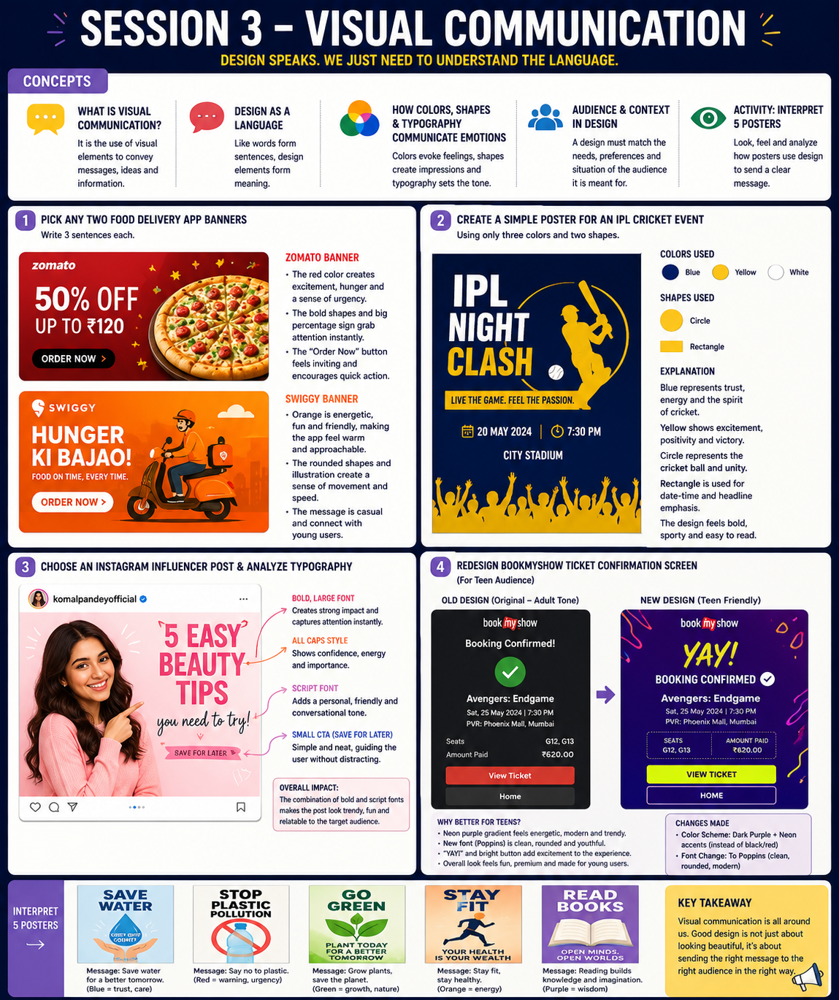 SESSION 3 – VISUAL COMMUNICATION
DESIGN SPEAKS. WE JUST NEED TO UNDERSTAND THE LANGUAGE.
CONCEPTS
WHAT IS VISUAL
COMMUNICATION?
It is the use of visual
elements to convey
messages, ideas and
information.
DESIGN AS A
LANGUAGE
Like words form
sentences, design
elements form
meaning.
HOW COLORS, SHAPES
& TYPOGRAPHY
COMMUNICATE EMOTIONS
Colors evoke feelings, shapes
create impressions and
typography sets the tone.
AUDIENCE & CONTEXT
IN DESIGN
A design must match the
needs, preferences and
situation of the audience
it is meant for.
ACTIVITY: INTERPRET
5 POSTERS
Look, feel and analyze
how posters use design
to send a clear
message.
1 PICK ANY TWO FOOD DELIVERY APP BANNERS
Write 3 sentences each.
zomato
50% OFF
UP TO ₹120
ORDER NOW >
ZOMATO BANNER
• The red color creates
excitement, hunger and
a sense of urgency.
• The bold shapes and big
percentage sign grab
attention instantly.
• The “Order Now” button
feels inviting and
encourages quick action.
SWIGGY
HUNGER
KI BAJAO!
FOOD ON TIME, EVERY TIME.
ORDER NOW >
SWIGGY BANNER
• Orange is energetic,
fun and friendly, making
the app feel warm
and approachable.
• The rounded shapes and
illustration create a
sense of movement and
speed.
• The message is casual
and connect with
young users.
2 CREATE A SIMPLE POSTER FOR AN IPL CRICKET EVENT
Using only three colors and two shapes.
IPL
NIGHT
CLASH
LIVE THE GAME. FEEL THE PASSION.
20 MAY 2024 | 7:30 PM
CITY STADIUM
COLORS USED
Blue Yellow White
SHAPES USED
Circle
Rectangle
EXPLANATION
Blue represents trust,
energy and the spirit
of cricket.
Yellow shows excitement,
positivity and victory.
Circle represents the
cricket ball and unity.
Rectangle is used for
date-time and headline
emphasis.
The design feels bold,
sporty and easy to read.
3 CHOOSE AN INSTAGRAM INFLUENCER POST & ANALYZE TYPOGRAPHY
komalpandeyofficial
5 EASY
BEAUTY
TIPS
you need to try!
SAVE FOR LATER
BOLD, LARGE FONT
Creates strong impact and
captures attention instantly.
ALL CAPS STYLE
Shows confidence, energy
and importance.
SCRIPT FONT
Adds a personal, friendly and
conversational tone.
SMALL CTA (SAVE FOR LATER)
Simple and neat, guiding the
user without distracting.
OVERALL IMPACT:
The combination of bold and script fonts
makes the post look trendy, fun and
relatable to the target audience.
4 REDESIGN BOOKMYSHOW TICKET CONFIRMATION SCREEN
(For Teen Audience)
OLD DESIGN (Original – Adult Tone)
book my show
Booking Confirmed!
Avengers: Endgame
Sat, 25 May 2024 | 7:30 PM
PVR: Phoenix Mall, Mumbai
Seats G12, G13
Amount Paid ₹620.00
View Ticket
Home
NEW DESIGN (Teen Friendly)
book my show
YAY!
BOOKING CONFIRMED
Avengers: Endgame
Sat, 25 May 2024 | 7:30 PM
PVR: Phoenix Mall, Mumbai
SEATS AMOUNT PAID
G12, G13 ₹620.00
VIEW TICKET
HOME
WHY BETTER FOR TEENS?
• Neon purple gradient feels energetic, modern and trendy.
• New font (Poppins) is clean, rounded and youthful.
• “YAY!” and bright button add excitement to the experience.
• Overall look feels fun, premium and made for young users.
CHANGES MADE
• Color Scheme: Dark Purple + Neon
accents (instead of black/red)
• Font Change: To Poppins (clean,
rounded, modern)
INTERPRET
5 POSTERS
SAVE
WATER
Message: Save water
for a better tomorrow.
(Blue = trust, care)
STOP
PLASTIC
POLLUTION
Message: Say no to plastic.
(Red = warning, urgency)
GO
GREEN
PLANT TODAY
FOR A BETTER
TOMORROW
Message: Grow plants,
save the planet.
(Green = growth, nature)
STAY
FIT
YOUR HEALTH
IS YOUR WEALTH
Message: Stay fit,
stay healthy.
(Orange = energy)
READ
BOOKS
OPEN MINDS.
OPEN WORLDS
Message: Reading builds
knowledge and imagination.
(Purple = wisdom)
KEY TAKEAWAY
Visual communication is all around
us. Good design is not just about
looking beautiful, it's about
sending the right message to the
right audience in the right way.